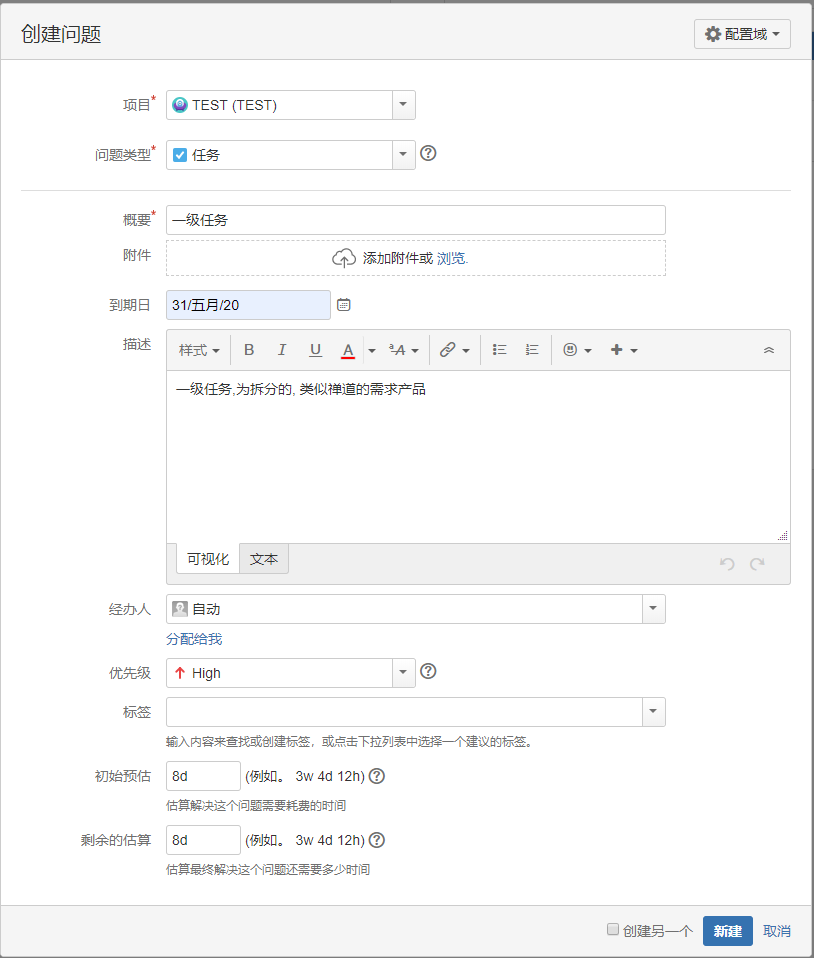 创建问题
配置域
项目*
TEST (TEST)
问题类型*
任务
概要*
一级任务
附件
添加附件或 浏览.
到期日
31/五月/20
描述
样式 B I U A ªA
一级任务,为拆分的, 类似禅道的需求产品
可视化 文本
经办人
自动
分配给我
优先级
High
标签
输入内容来查找或创建标签，或点击下拉列表中选择一个建议的标签。
初始预估
8d (例如。 3w 4d 12h)
估算解决这个问题需要耗费的时间
剩余的估算
8d (例如。 3w 4d 12h)
估算最终解决这个问题还需要多少时间
创建另一个 新建 取消